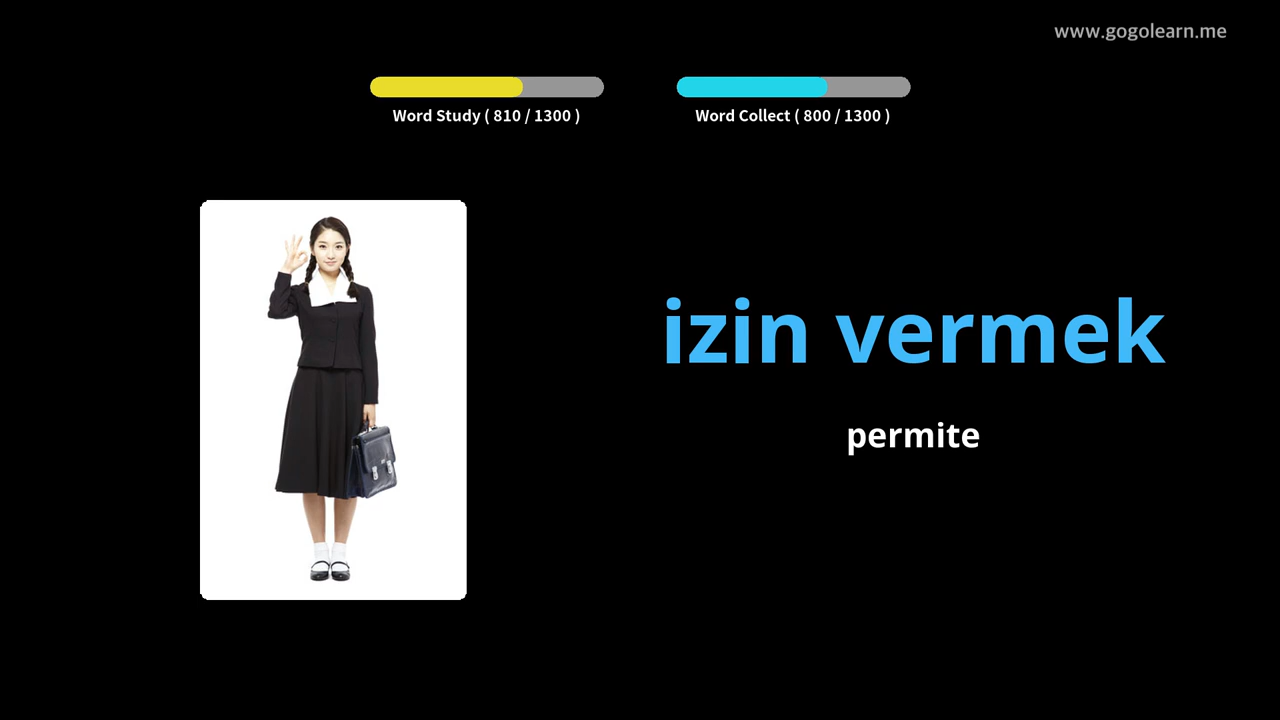 www.gogolearn.me
Word Study ( 810 / 1300 )
Word Collect ( 800 / 1300 )
izin vermek
permite